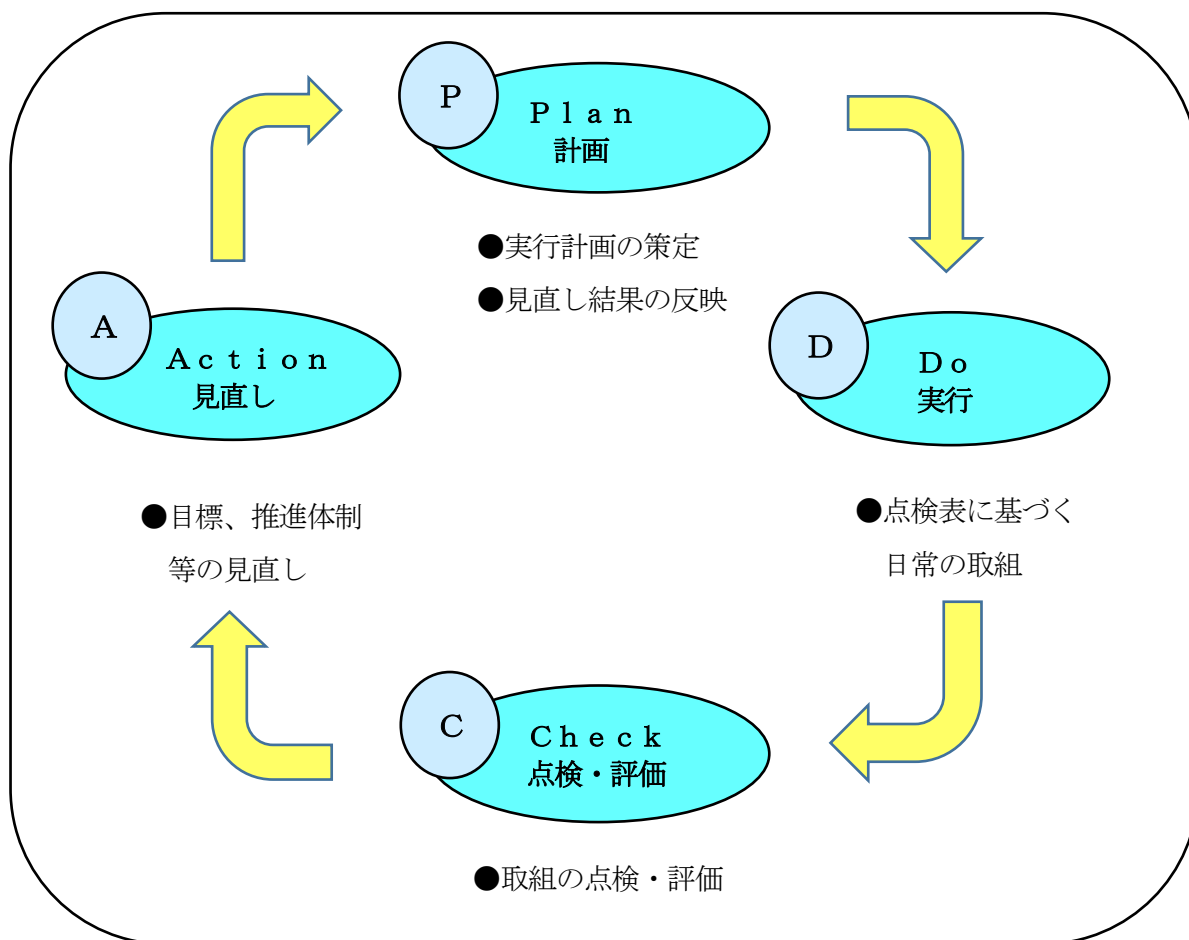 P
Ｐｌａｎ
計画
●実行計画の策定
●見直し結果の反映
D
Ｄｏ
実行
●点検表に基づく
日常の取組
C
Ｃｈｅｃｋ
点検・評価
●取組の点検・評価
A
Ａｃｔｉｏｎ
見直し
●目標、推進体制
等の見直し